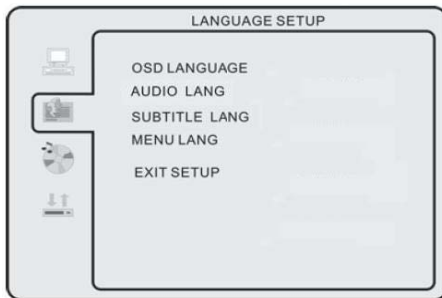 LANGUAGE SETUP
OSD LANGUAGE
AUDIO LANG
SUBTITLE LANG
MENU LANG
EXIT SETUP